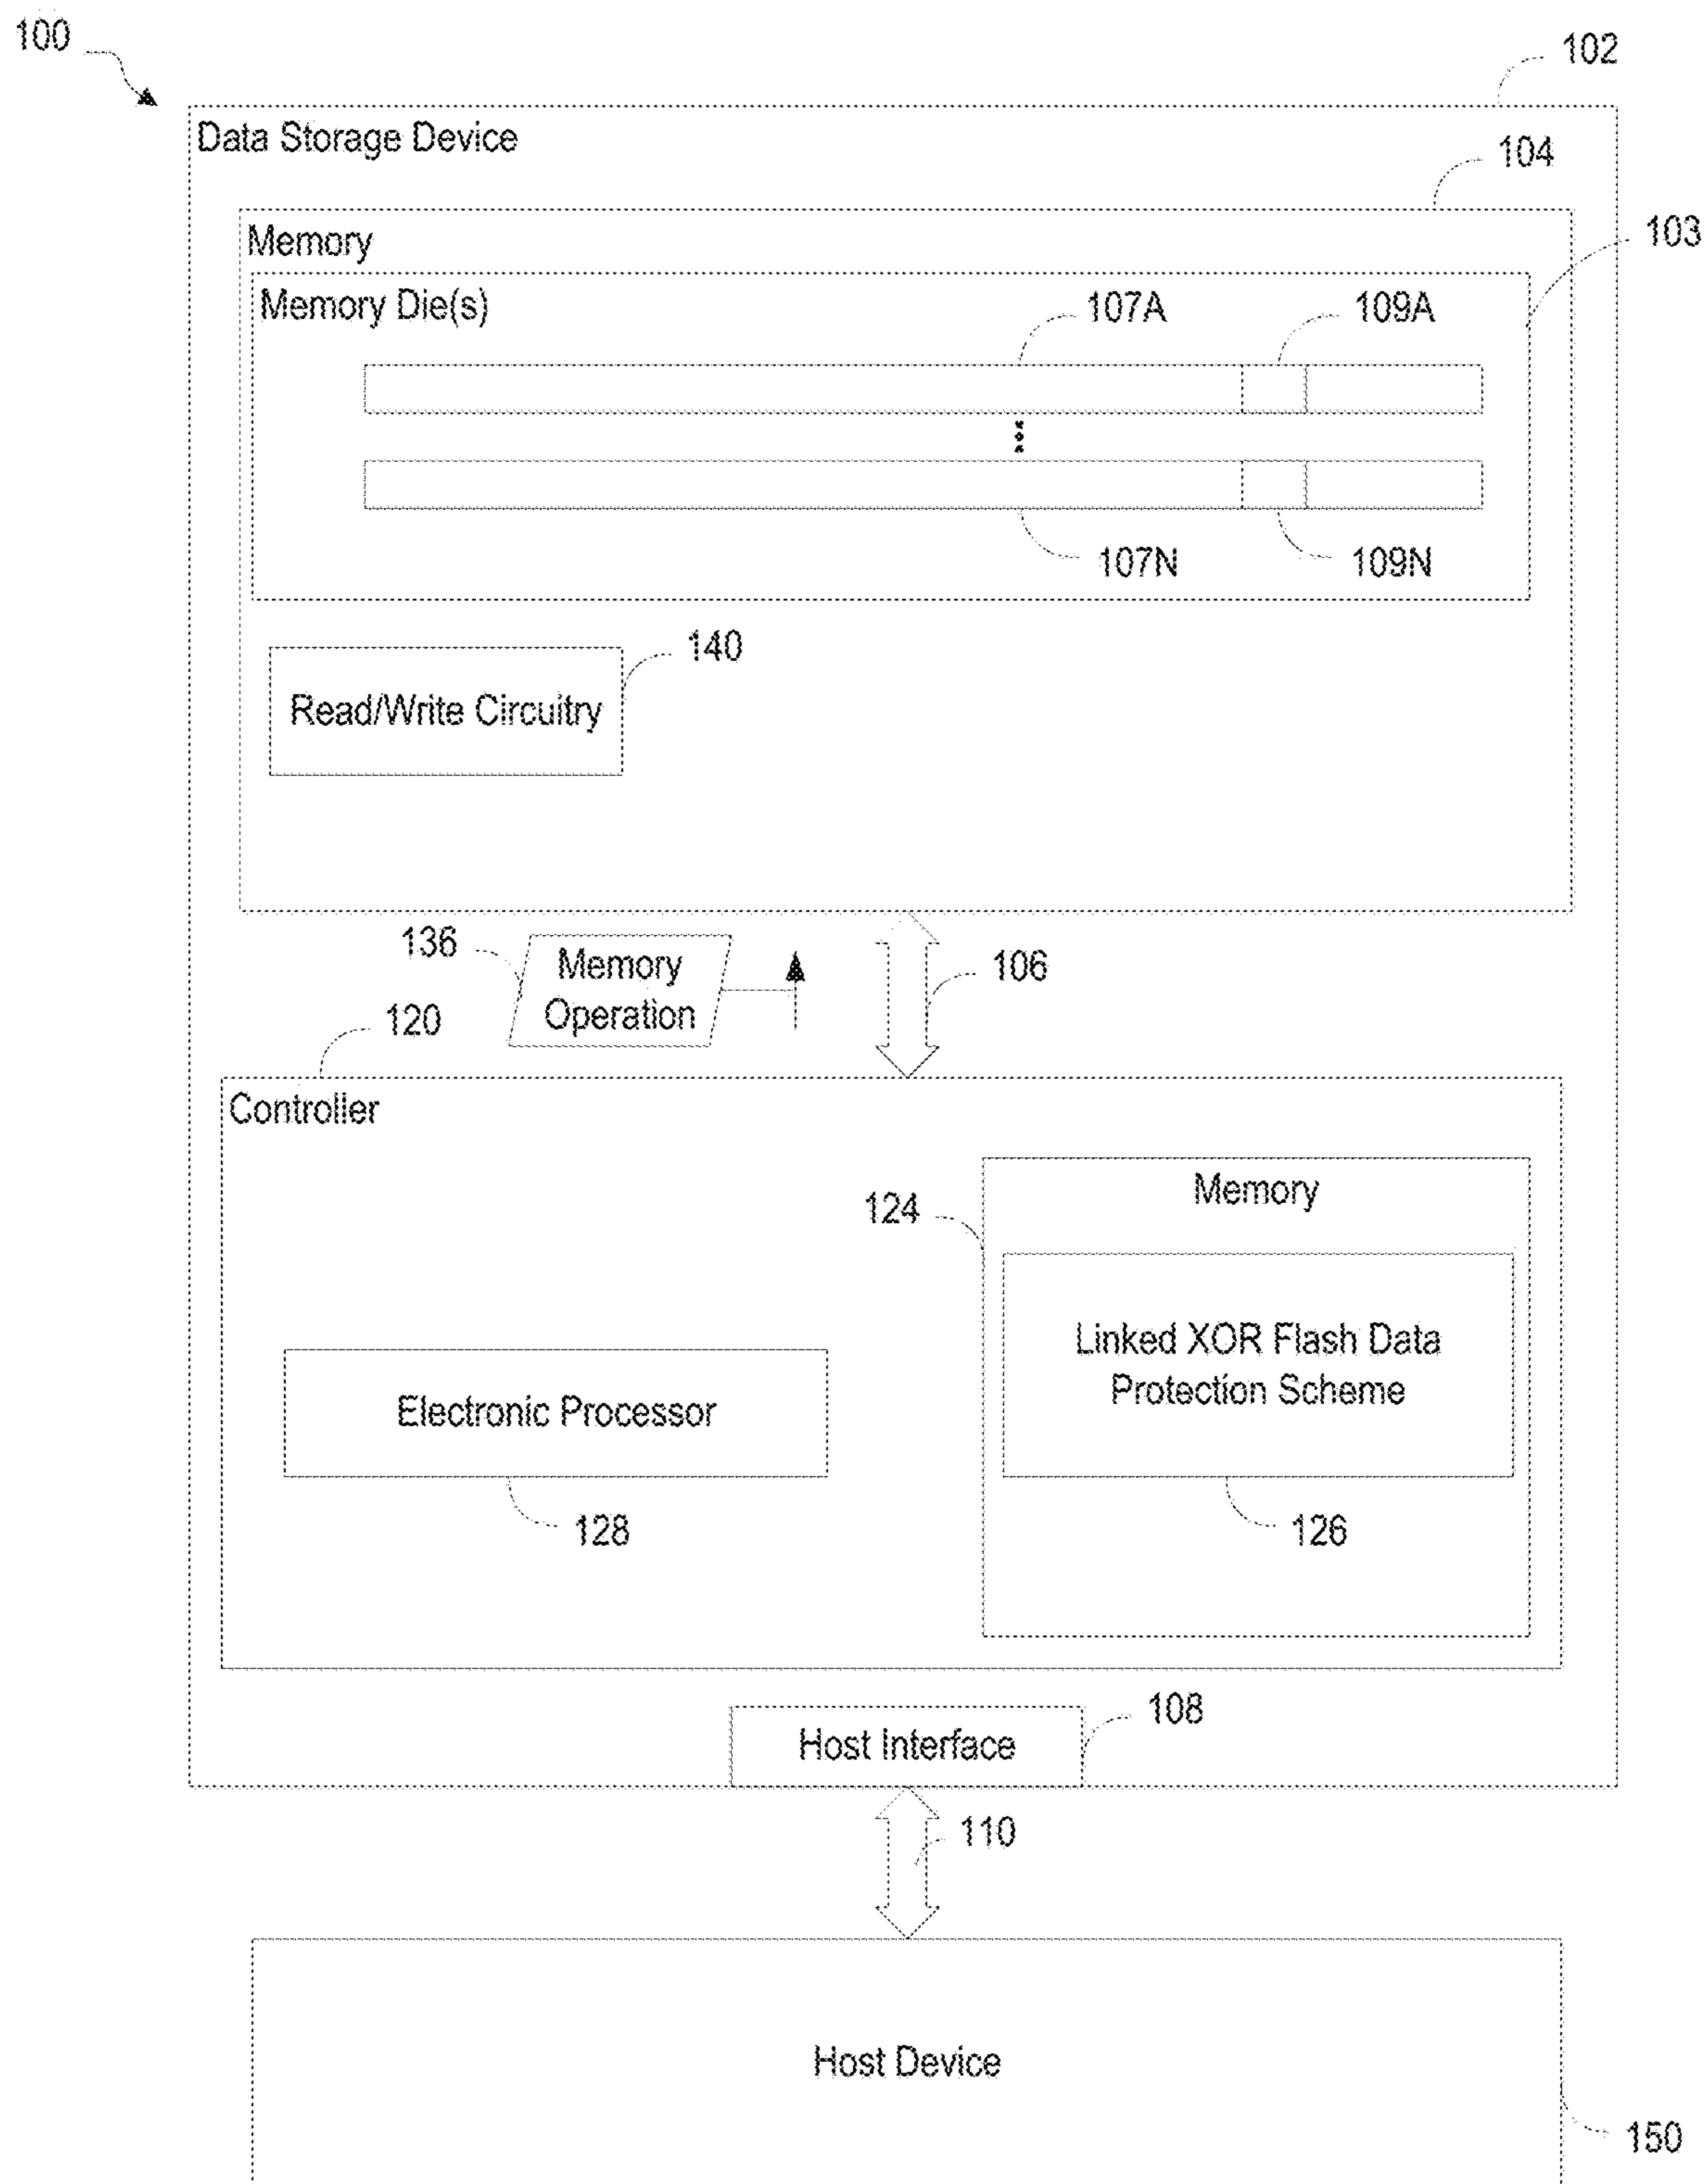 100
102
Data Storage Device
104
Memory
103
Memory Die(s)
107A
109A
107N
109N
140
Read/Write Circuitry
136
Memory
Operation
106
120
Controller
124
Memory
Linked XOR Flash Data
Protection Scheme
Electronic Processor
128
126
108
Host Interface
110
Host Device
150